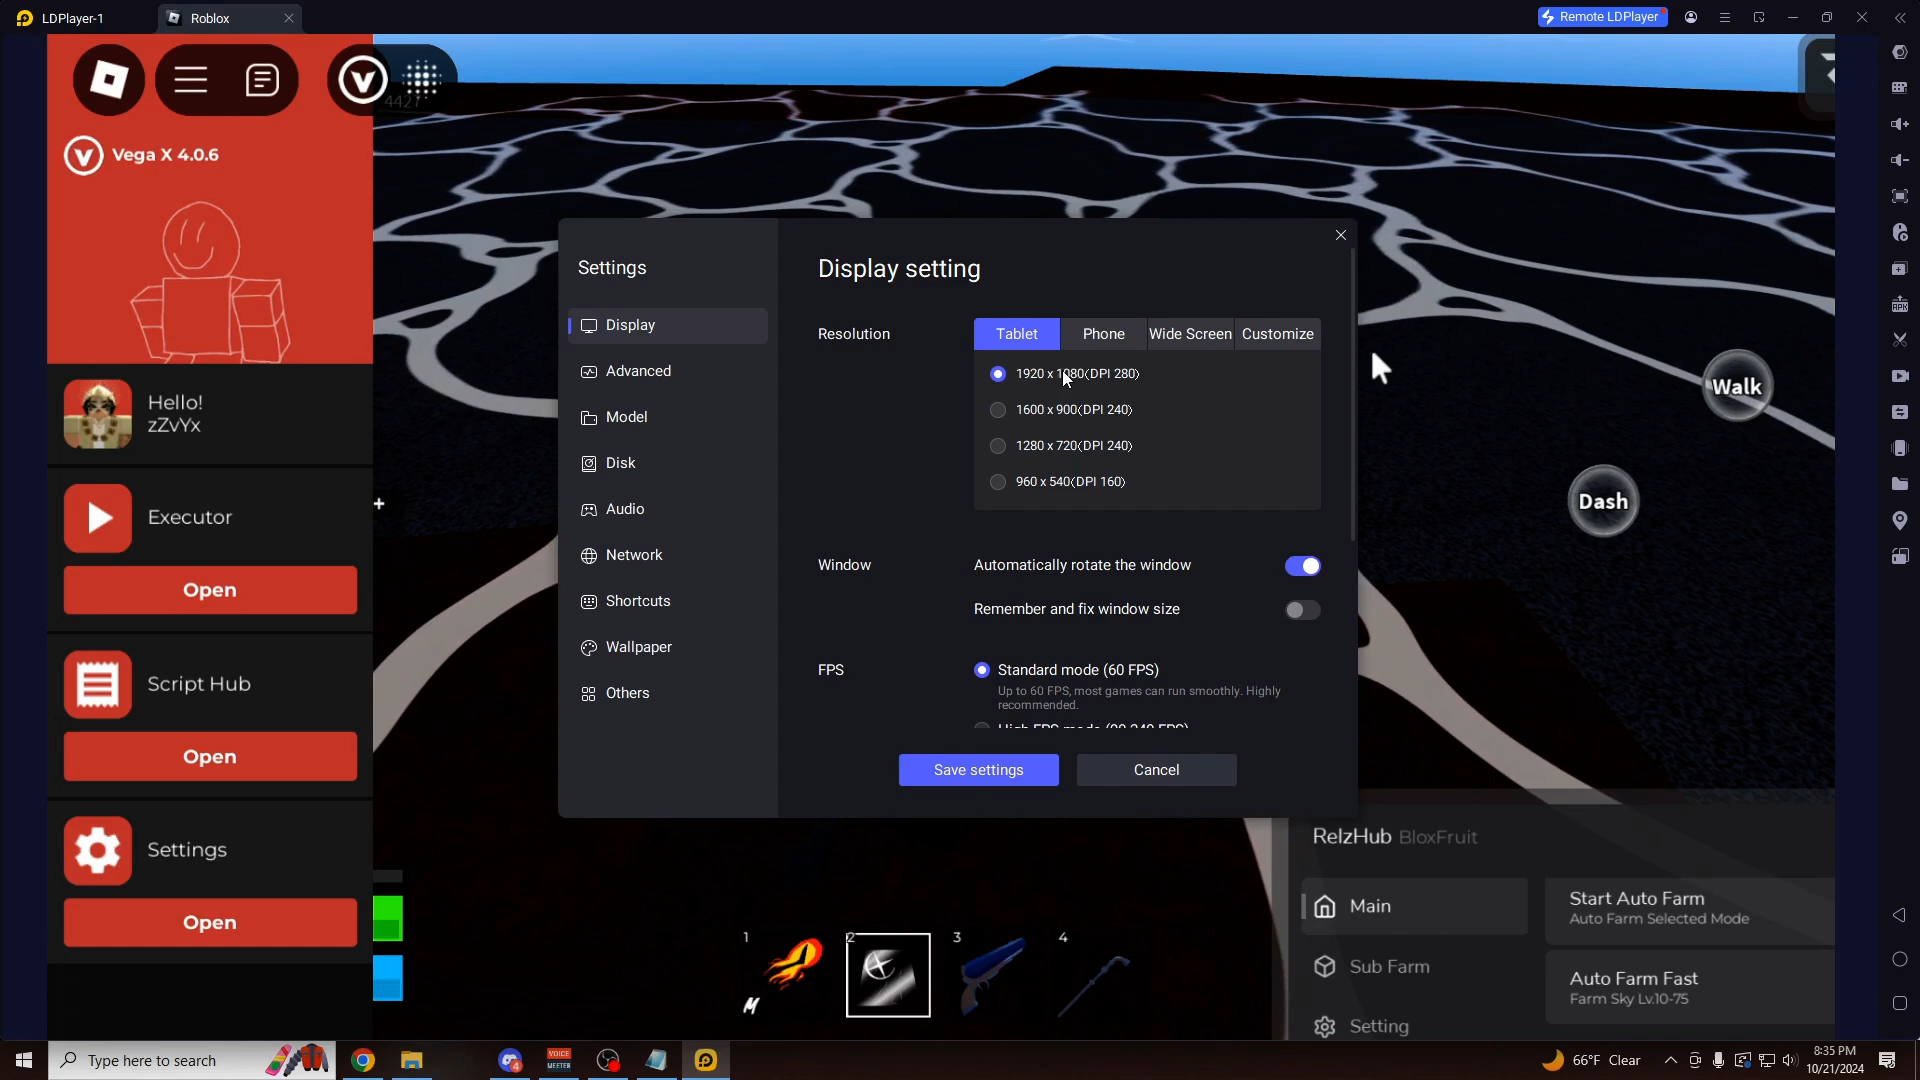 LDPlayer-1
Roblox
Remote LDPlayer
4427
Vega X 4.0.6
Hello!
zZvYx
Executor
Open
Script Hub
Open
Settings
Open
Settings
Display
Advanced
Model
Disk
Audio
Network
Shortcuts
Wallpaper
Others
Display setting
Resolution
Tablet
Phone
Wide Screen
Customize
1920 x 1080(DPI 280)
1600 x 900(DPI 240)
1280 x 720(DPI 240)
960 x 540(DPI 160)
Window
Automatically rotate the window
Remember and fix window size
FPS
Standard mode (60 FPS)
Up to 60 FPS, most games can run smoothly. Highly
recommended.
Save settings
Cancel
Walk
Dash
RelzHub BloxFruit
Main
Sub Farm
Setting
Start Auto Farm
Auto Farm Selected Mode
Auto Farm Fast
Farm Sky Lv.10-75
1
2
3
4
M
Type here to search
4
VOICE
MEETER
66°F Clear
8:35 PM
10/21/2024